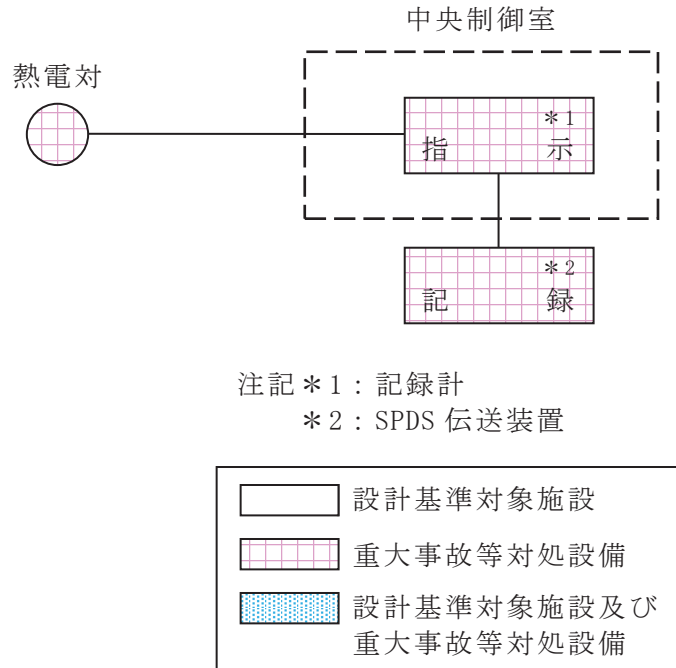 中央制御室
熱電対
＊1
指 示
＊2
記 録
注記＊1：記録計
＊2：SPDS 伝送装置
設計基準対象施設
重大事故等対処設備
設計基準対象施設及び
重大事故等対処設備